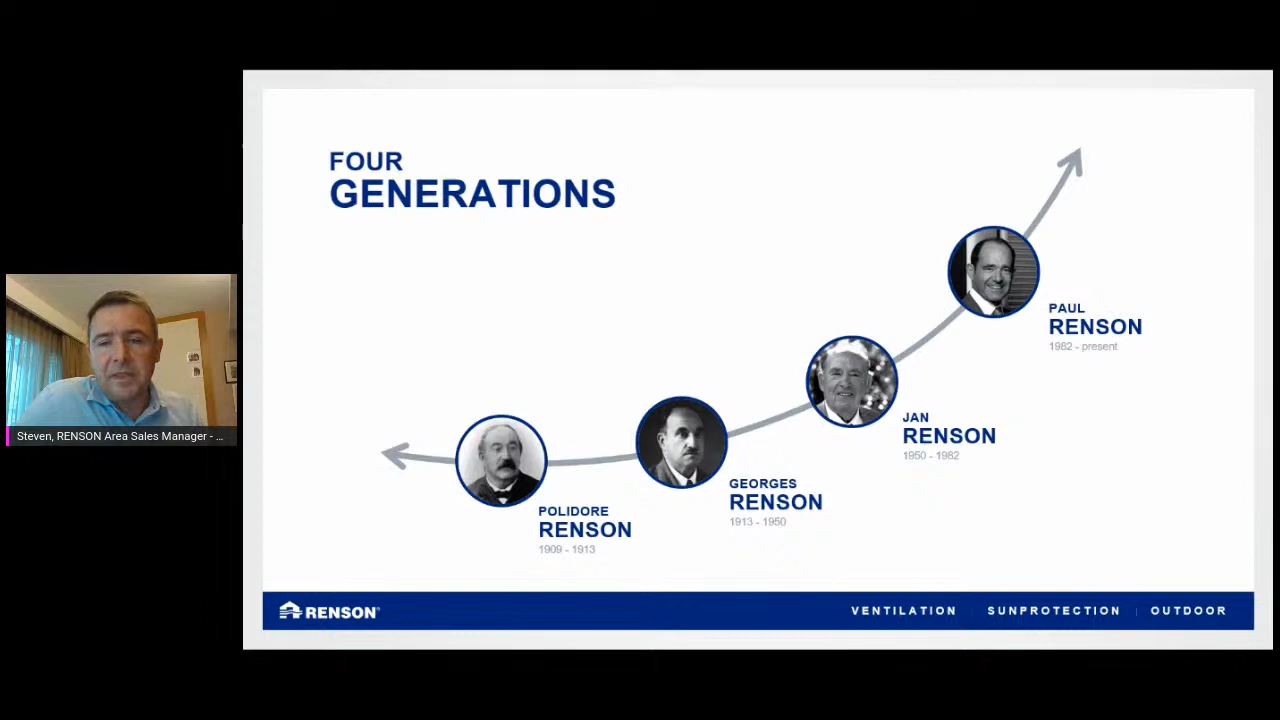 FOUR
GENERATIONS
PAUL
RENSON
1982 - present
JAN
RENSON
1950 - 1982
GEORGES
RENSON
1913 - 1950
POLIDORE
RENSON
1909 - 1913
Steven, RENSON Area Sales Manager - ...
RENSON®
VENTILATION | SUNPROTECTION | OUTDOOR